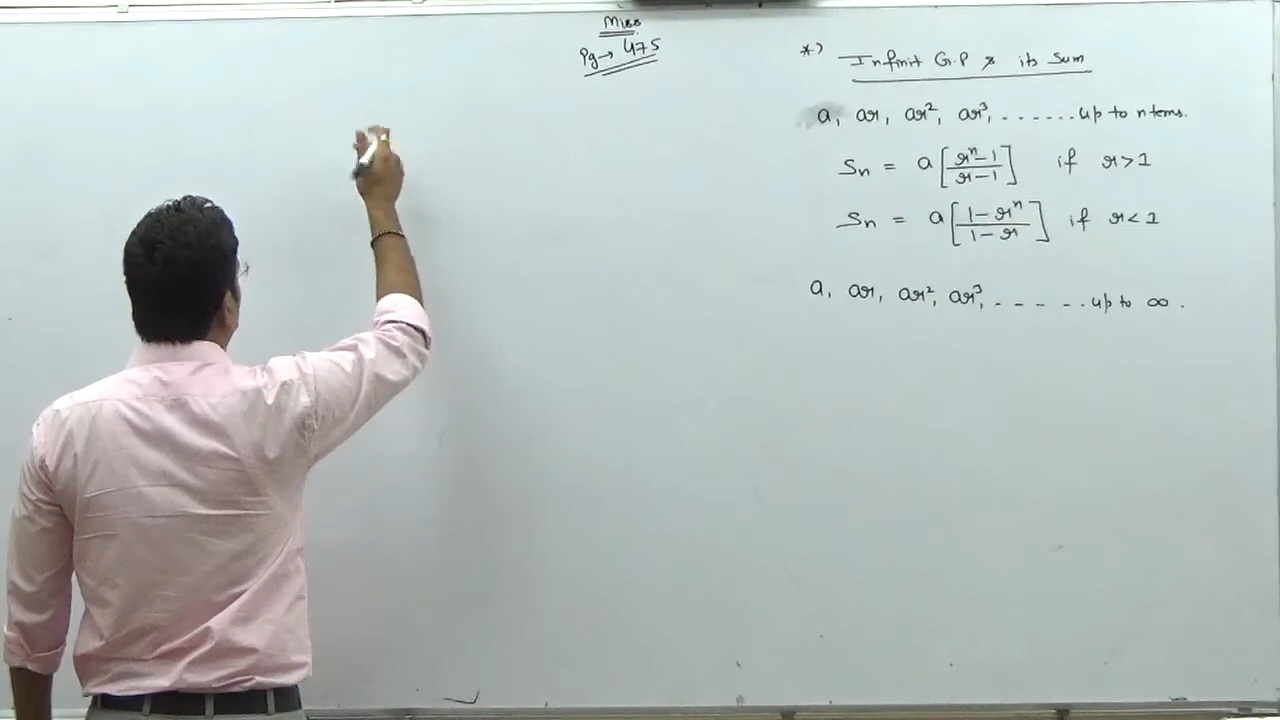 Misc
Pg → 475
*.) Infinit G.P & its Sum
a, ar, ar², ar³, . . . . . . . up to n tems.
Sn = a[rⁿ-1/r-1] if r>1
Sn = a[1-rⁿ/1-r] if r<1
a, ar, ar², ar³, . - - - - . . up to ∞ .